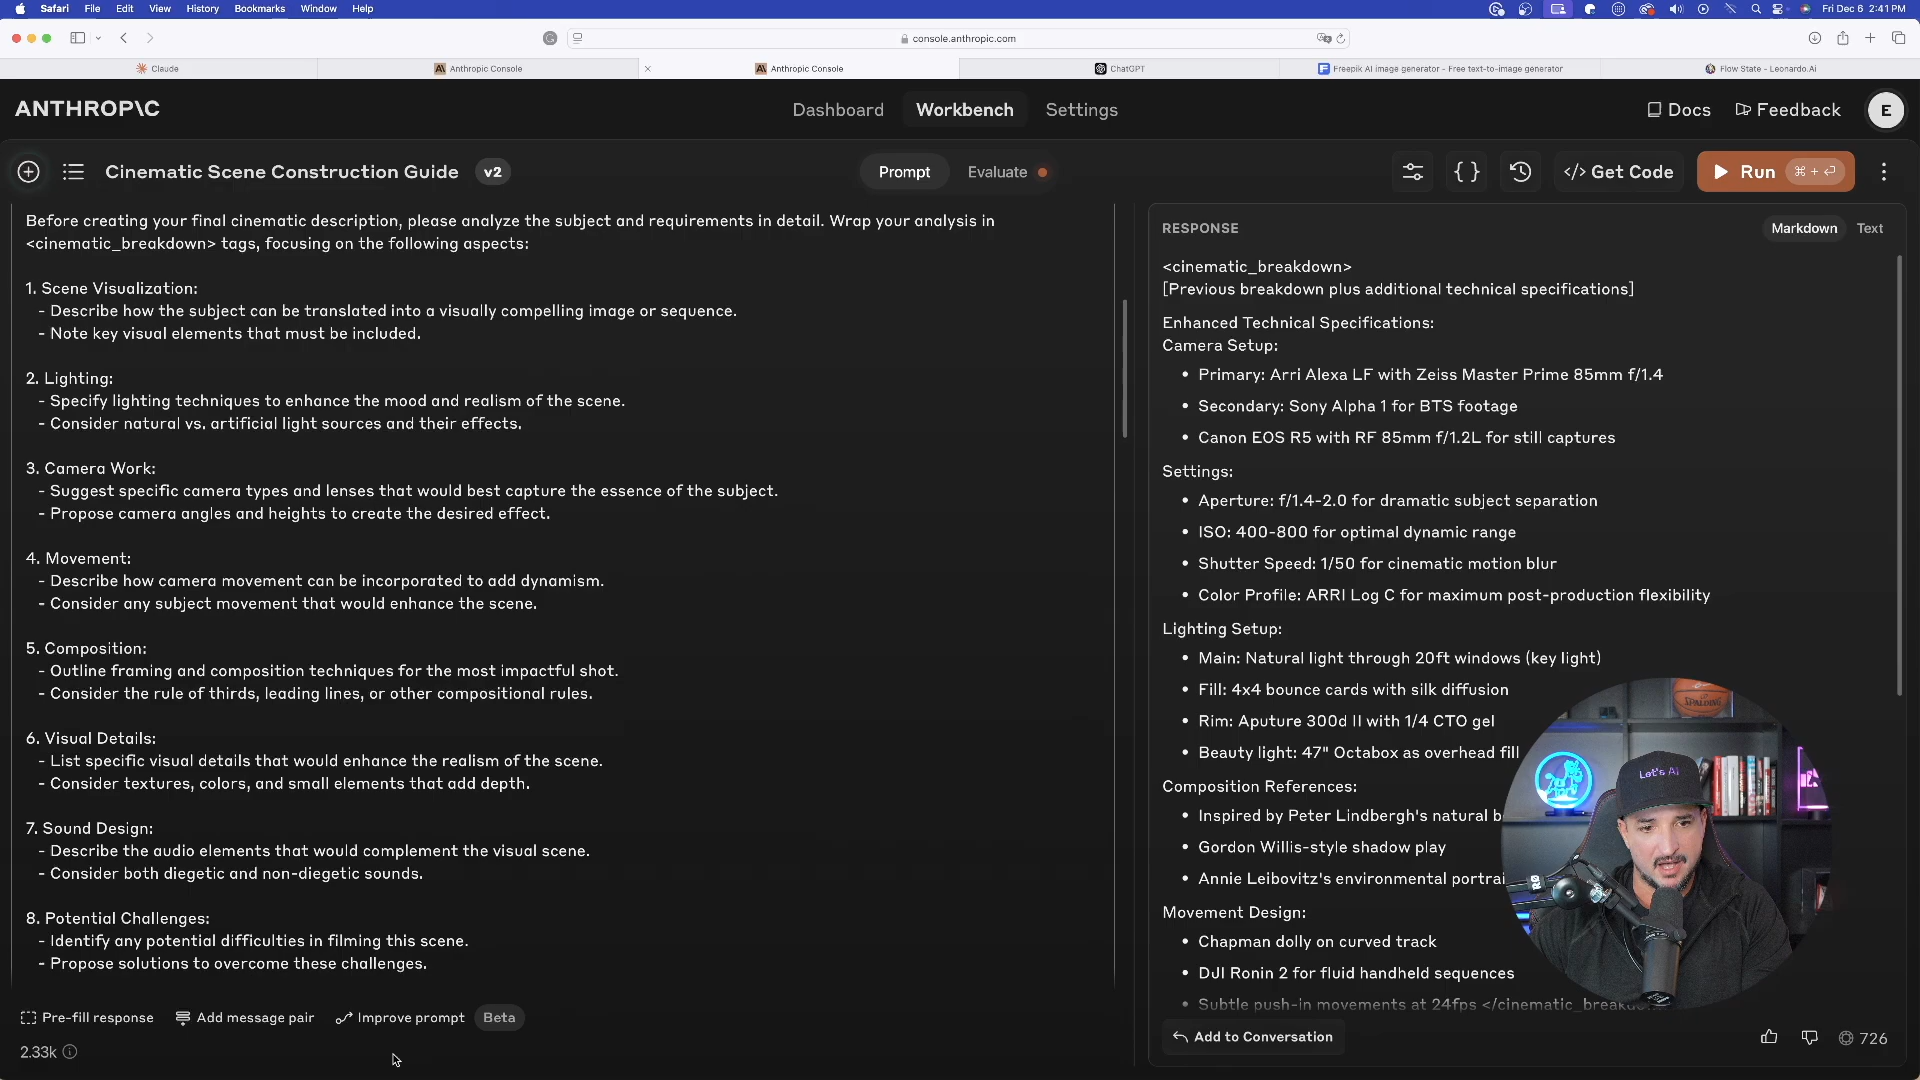 Safari File Edit View History Bookmarks Window Help
Fri Dec 6 2:41 PM
console.anthropic.com
Claude
Anthropic Console
Anthropic Console
ChatGPT
Freepik AI image generator - Free text-to-image generator
Flow State - Leonardo.Ai
ANTHROP\C
Dashboard
Workbench
Settings
Docs
Feedback
E
Cinematic Scene Construction Guide
v2
Prompt
Evaluate
{ }
</> Get Code
Run
⌘ + ⏎
Before creating your final cinematic description, please analyze the subject and requirements in detail. Wrap your analysis in
<cinematic_breakdown> tags, focusing on the following aspects:
1. Scene Visualization:
- Describe how the subject can be translated into a visually compelling image or sequence.
- Note key visual elements that must be included.
2. Lighting:
- Specify lighting techniques to enhance the mood and realism of the scene.
- Consider natural vs. artificial light sources and their effects.
3. Camera Work:
- Suggest specific camera types and lenses that would best capture the essence of the subject.
- Propose camera angles and heights to create the desired effect.
4. Movement:
- Describe how camera movement can be incorporated to add dynamism.
- Consider any subject movement that would enhance the scene.
5. Composition:
- Outline framing and composition techniques for the most impactful shot.
- Consider the rule of thirds, leading lines, or other compositional rules.
6. Visual Details:
- List specific visual details that would enhance the realism of the scene.
- Consider textures, colors, and small elements that add depth.
7. Sound Design:
- Describe the audio elements that would complement the visual scene.
- Consider both diegetic and non-diegetic sounds.
8. Potential Challenges:
- Identify any potential difficulties in filming this scene.
- Propose solutions to overcome these challenges.
Pre-fill response
Add message pair
Improve prompt
Beta
2.33k
RESPONSE
Markdown
Text
<cinematic_breakdown>
[Previous breakdown plus additional technical specifications]
Enhanced Technical Specifications:
Camera Setup:
• Primary: Arri Alexa LF with Zeiss Master Prime 85mm f/1.4
• Secondary: Sony Alpha 1 for BTS footage
• Canon EOS R5 with RF 85mm f/1.2L for still captures
Settings:
• Aperture: f/1.4-2.0 for dramatic subject separation
• ISO: 400-800 for optimal dynamic range
• Shutter Speed: 1/50 for cinematic motion blur
• Color Profile: ARRI Log C for maximum post-production flexibility
Lighting Setup:
• Main: Natural light through 20ft windows (key light)
• Fill: 4x4 bounce cards with silk diffusion
• Rim: Aputure 300d II with 1/4 CTO gel
• Beauty light: 47" Octabox as overhead fill
Composition References:
• Inspired by Peter Lindbergh's natural b
• Gordon Willis-style shadow play
• Annie Leibovitz's environmental portrai
Movement Design:
• Chapman dolly on curved track
• DJI Ronin 2 for fluid handheld sequences
• Subtle push-in movements at 24fps </cinematic_break
Add to Conversation
726
SPALDING
Let's Ai